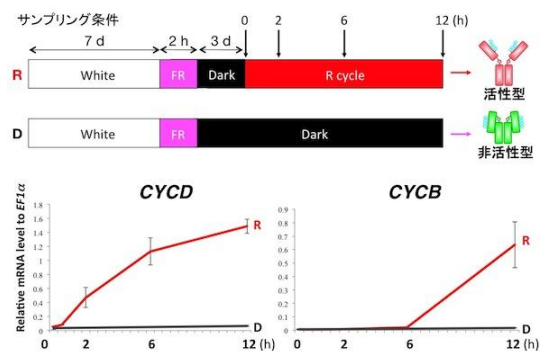 サンプリング条件
0 2 6 12 (h)
7 d 2 h 3 d
R White FR Dark R cycle
活性型
D White FR Dark
非活性型
CYCD CYCB
Relative mRNA level to EF1α
1.8
1.6
1.4
1.2
1
0.8
0.6
0.4
0.2
0
R
D
0 2 6 12 (h)
0.9
0.8
0.7
0.6
0.5
0.4
0.3
0.2
0.1
0
R
D
0 2 6 12 (h)